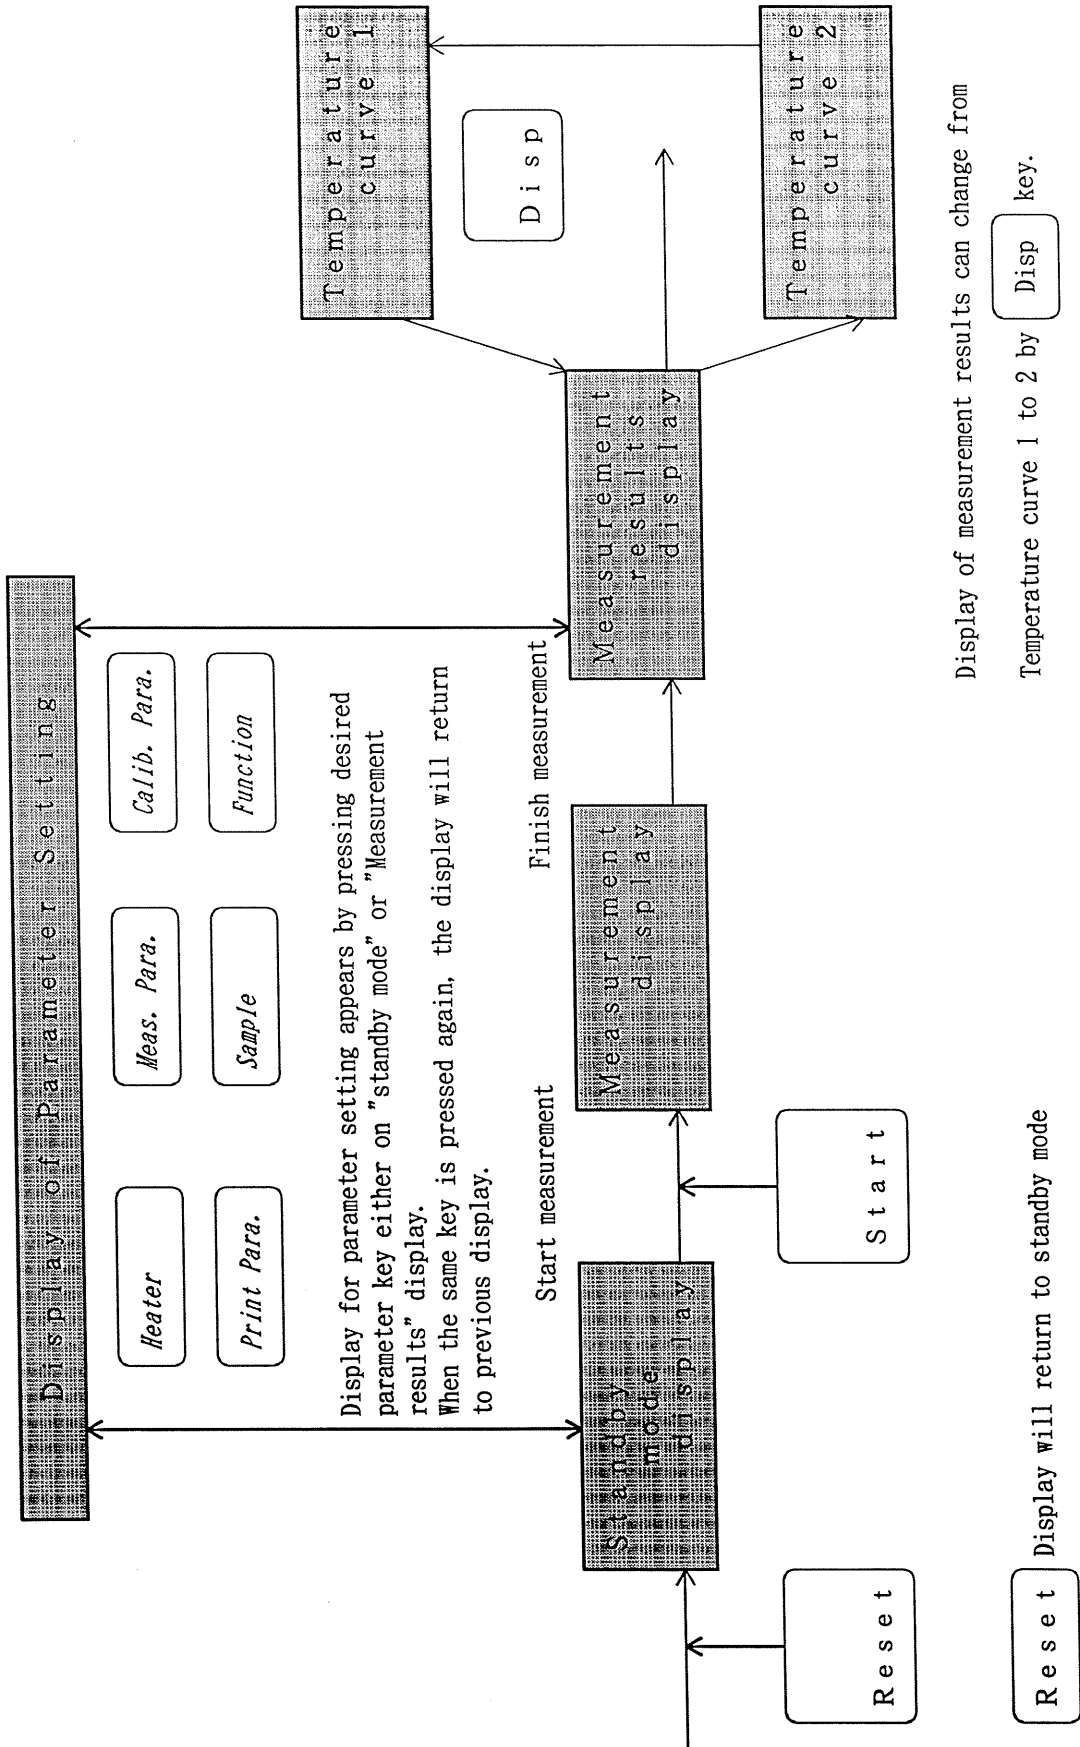 Display of Parameter Setting
Heater
Meas. Para.
Calib. Para.
Print Para.
Sample
Function
Display for parameter setting appears by pressing desired
parameter key either on "standby mode" or "Measurement
results" display.
When the same key is pressed again, the display will return
to previous display.
Start measurement
Finish measurement
Standby
mode
display
Measurement
display
Measurement
results
display
Temperature
curve 1
Disp
Temperature
curve 2
Reset
Start
Display of measurement results can change from
Temperature curve 1 to 2 by Disp key.
Reset Display will return to standby mode